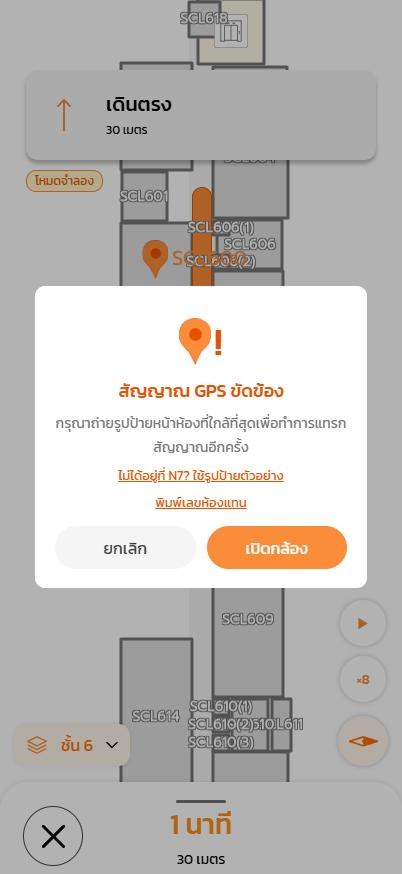 SCL618
เดินตรง
30 เมตร
โหมดจำลอง
SCL601
SCL606(1)
SCL606
!
สัญญาณ GPS ขัดข้อง
กรุณาถ่ายรูปป้ายหน้าห้องที่ใกล้ที่สุดเพื่อทำการแทรก
สัญญาณอีกครั้ง
ไม่ได้อยู่ที่ N7? ใช้รูปป้ายตัวอย่าง
พิมพ์เลขห้องแทน
ยกเลิก
เปิดกล้อง
SCL609
×8
SCL610(1)
SCL614
SCL610(2)
SCL610(3)
ชั้น 6
1 นาที
30 เมตร